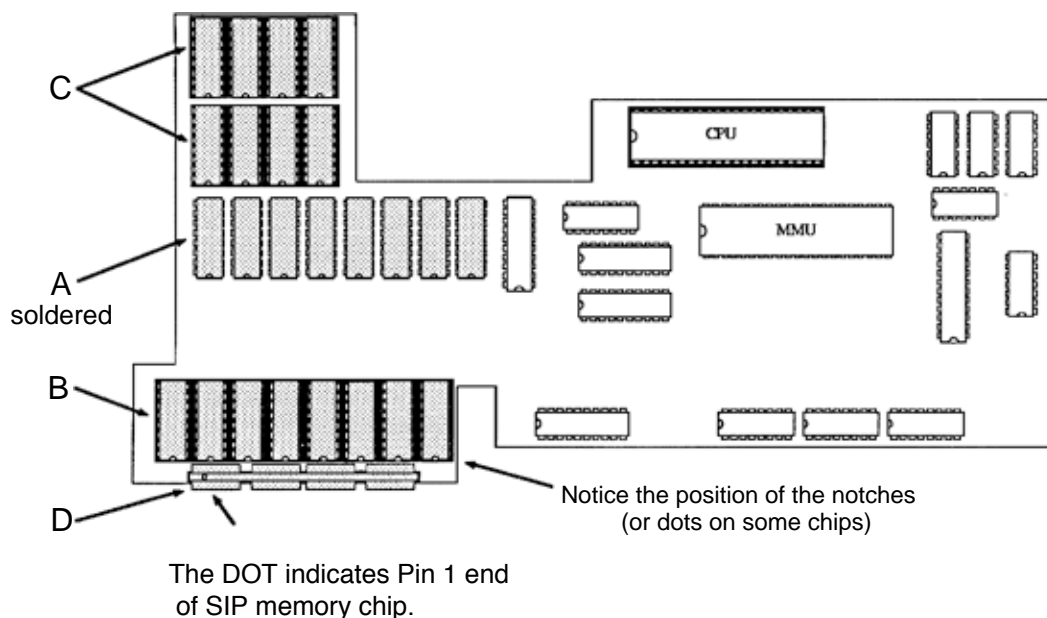 C
CPU
MMU
A
soldered
B
D
Notice the position of the notches
(or dots on some chips)
The DOT indicates Pin 1 end
of SIP memory chip.